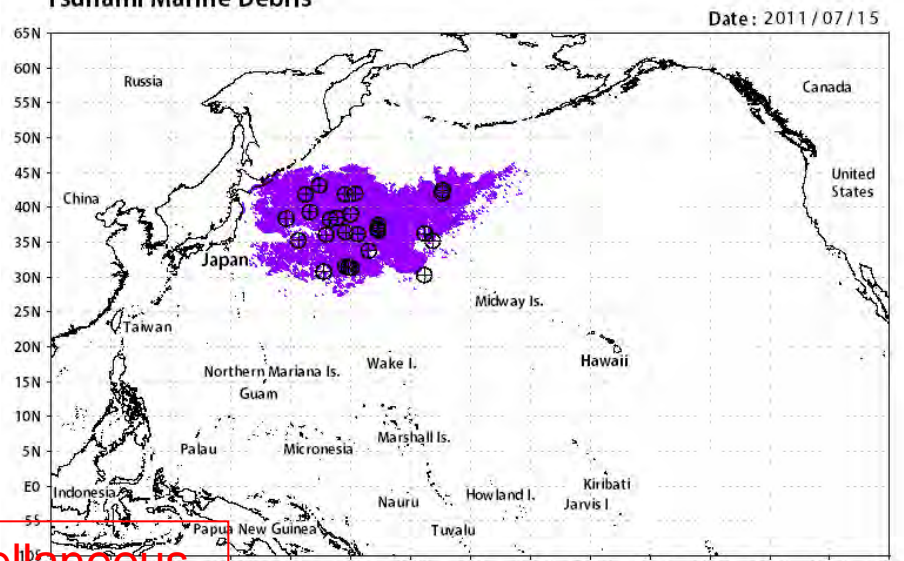 Tsunami Marine Debris
Date: 2011/07/15
65N
60N
Russia
Canada
55N
50N
45N
United
States
China
40N
35N
Japan
30N
Midway Is.
25N
Taiwan
20N
Wake I.
Hawaii
Northern Mariana Is.
15N
Guam
10N
Marshall Is.
Palau
Micronesia
5N
Kiribati
E0
Indonesia
Howland I.
Nauru
Jarvis I
5S
Papua New Guinea
Tuvalu
10S